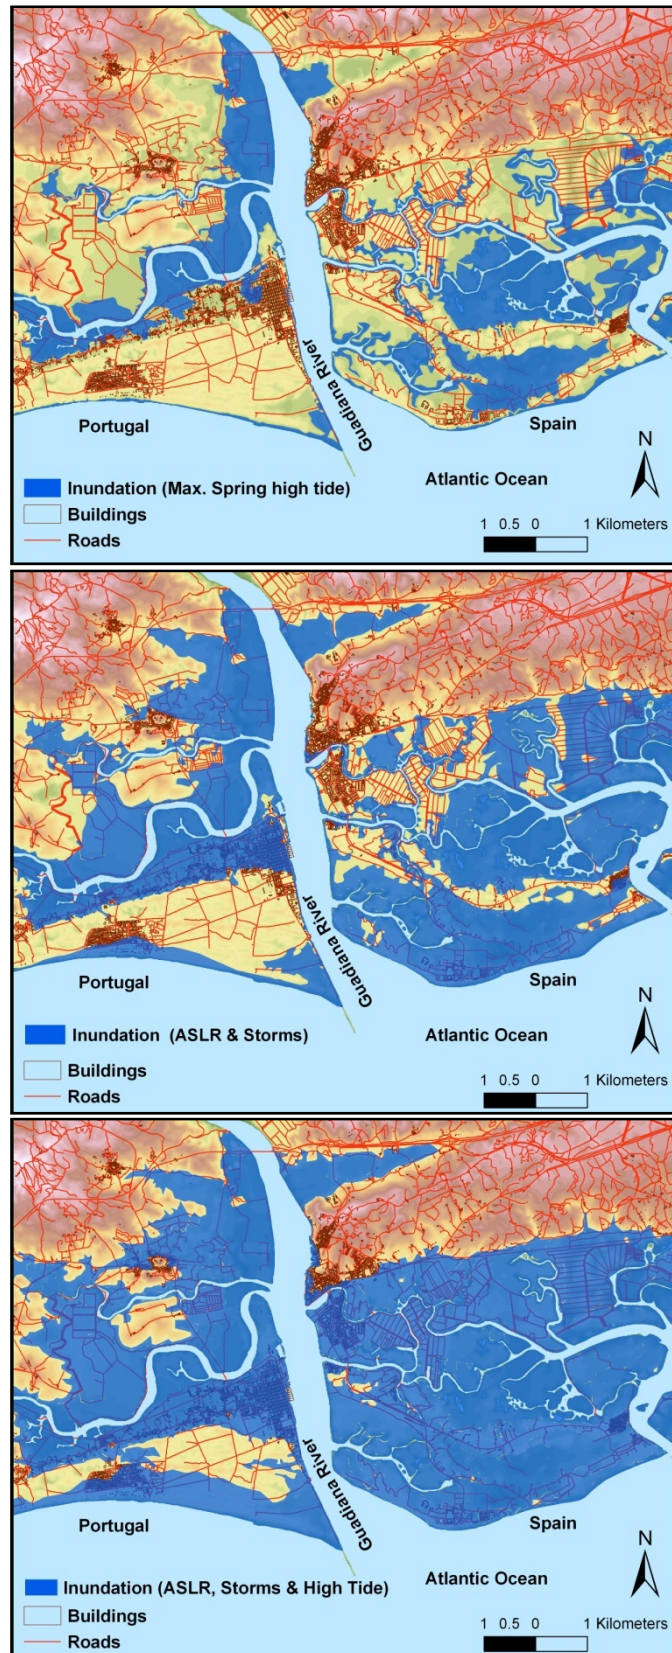 Guadiana River
Portugal
Spain
Atlantic Ocean
N
Inundation (Max. Spring high tide)
Buildings
Roads
1 0.5 0 1 Kilometers
Guadiana River
Portugal
Spain
Atlantic Ocean
N
Inundation (ASLR & Storms)
Buildings
Roads
1 0.5 0 1 Kilometers
Guadiana River
Portugal
Spain
Atlantic Ocean
N
Inundation (ASLR, Storms & High Tide)
Buildings
Roads
1 0.5 0 1 Kilometers